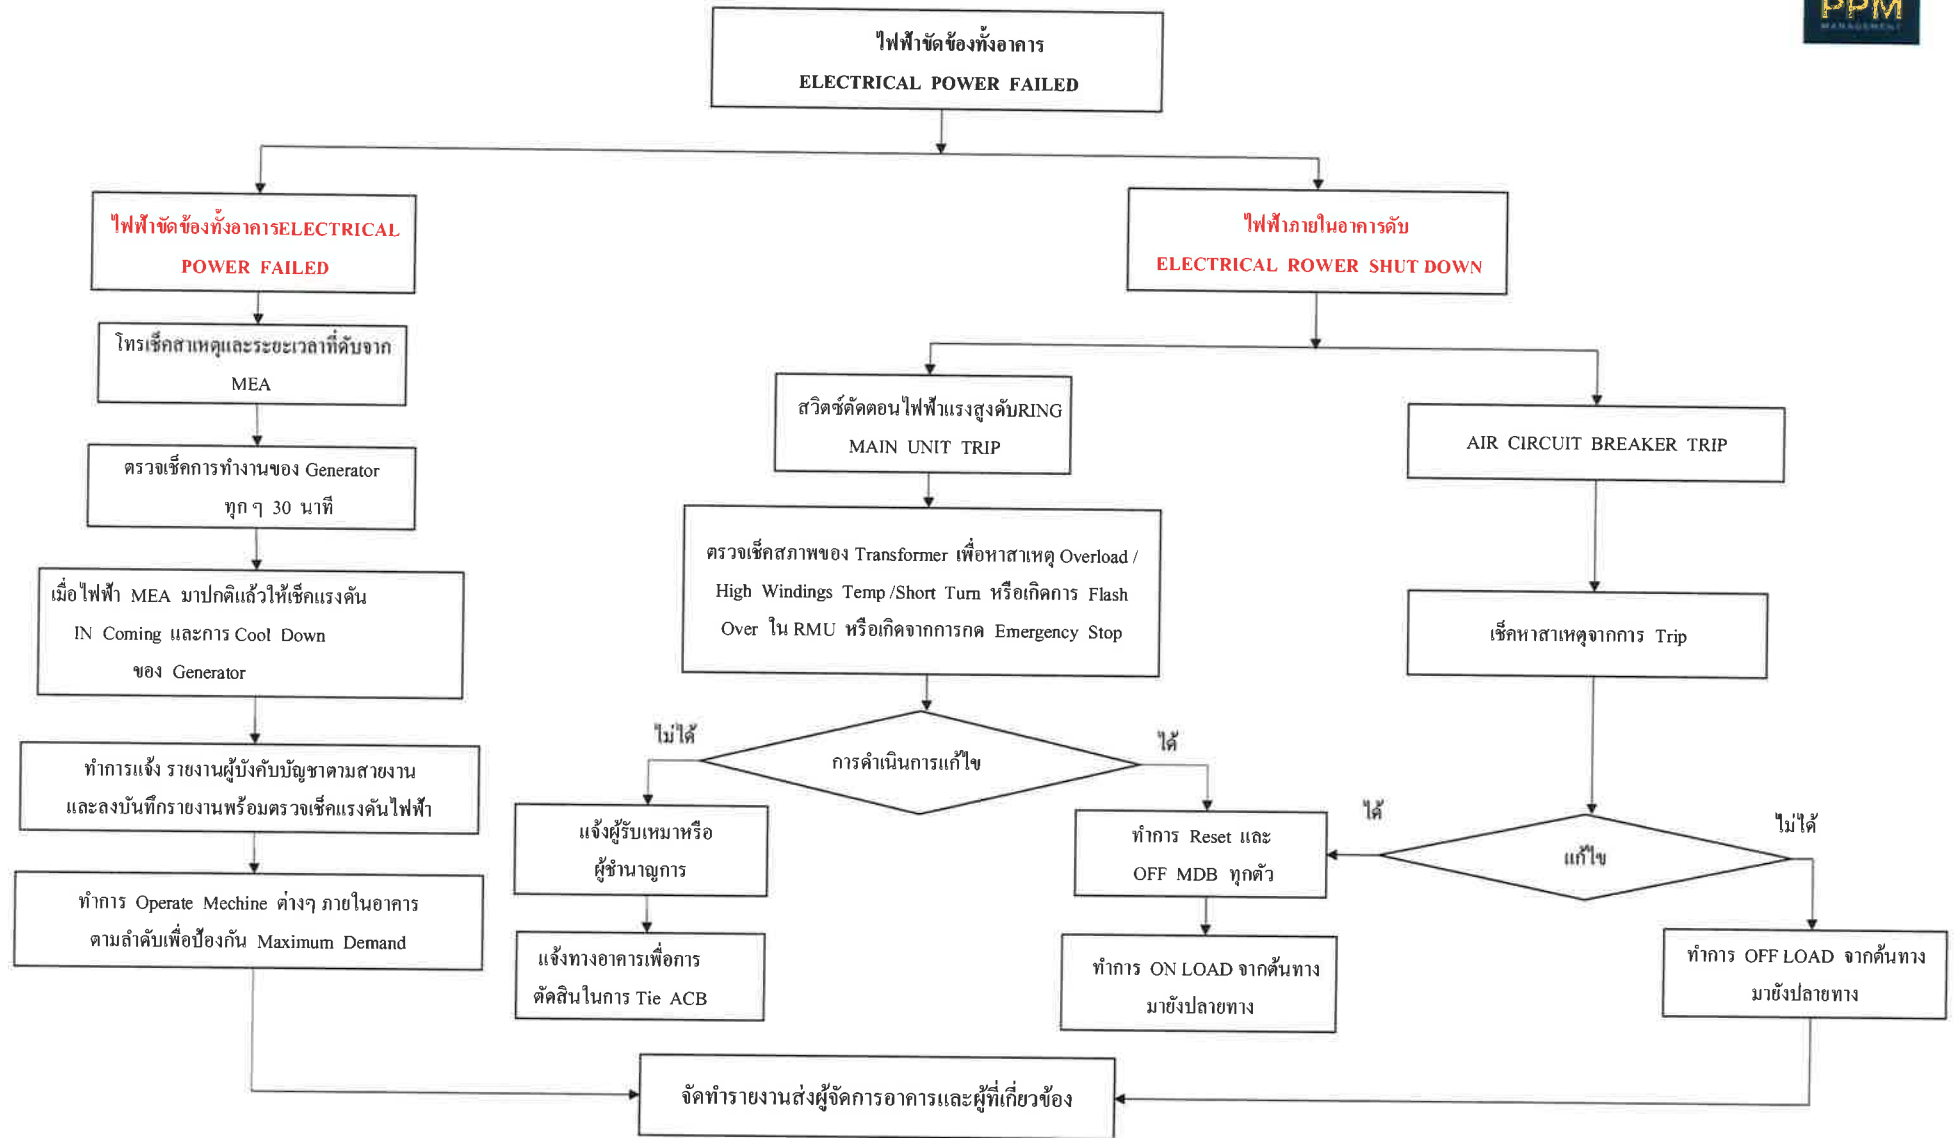 PPM
MANAGEMENT
ไฟฟ้าขัดข้องทั้งอาคาร
ELECTRICAL POWER FAILED
ไฟฟ้าขัดข้องทั้งอาคารELECTRICAL
POWER FAILED
ไฟฟ้าภายในอาคารดับ
ELECTRICAL ROWER SHUT DOWN
โทรเช็คสาเหตุและระยะเวลาที่ดับจาก
MEA
สวิตซ์ตัดตอนไฟฟ้าแรงสูงดับRING
MAIN UNIT TRIP
AIR CIRCUIT BREAKER TRIP
ตรวจเช็คการทำงานของ Generator
ทุก ๆ 30 นาที
ตรวจเช็คสภาพของ Transformer เพื่อหาสาเหตุ Overload /
High Windings Temp /Short Turn หรือเกิดการ Flash
Over ใน RMU หรือเกิดจากการกด Emergency Stop
เมื่อไฟฟ้า MEA มาปกติแล้วให้เช็คแรงดัน
IN Coming และการ Cool Down
ของ Generator
เช็คหาสาเหตุจากการ Trip
ไม่ได้
การดำเนินการแก้ไข
ได้
ทำการแจ้ง รายงานผู้บังคับบัญชาตามสายงาน
และลงบันทึกรายงานพร้อมตรวจเช็คแรงดันไฟฟ้า
แจ้งผู้รับเหมาหรือ
ผู้ชำนาญการ
ทำการ Reset และ
OFF MDB ทุกตัว
ได้
แก้ไข
ไม่ได้
ทำการ Operate Mechine ต่างๆ ภายในอาคาร
ตามลำดับเพื่อป้องกัน Maximum Demand
แจ้งทางอาคารเพื่อการ
ตัดสินในการ Tie ACB
ทำการ ON LOAD จากต้นทาง
มายังปลายทาง
ทำการ OFF LOAD จากต้นทาง
มายังปลายทาง
จัดทำรายงานส่งผู้จัดการอาคารและผู้ที่เกี่ยวข้อง